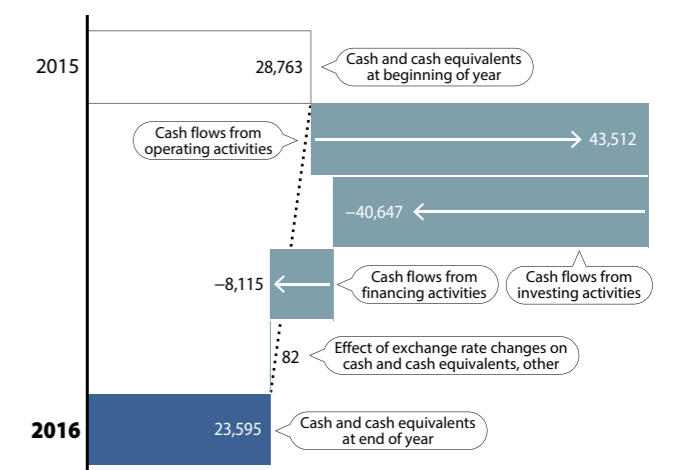 2015
28,763
Cash and cash equivalents
at beginning of year
Cash flows from
operating activities
43,512
−40,647
−8,115
Cash flows from
financing activities
Cash flows from
investing activities
82
Effect of exchange rate changes on
cash and cash equivalents, other
2016
23,595
Cash and cash equivalents
at end of year